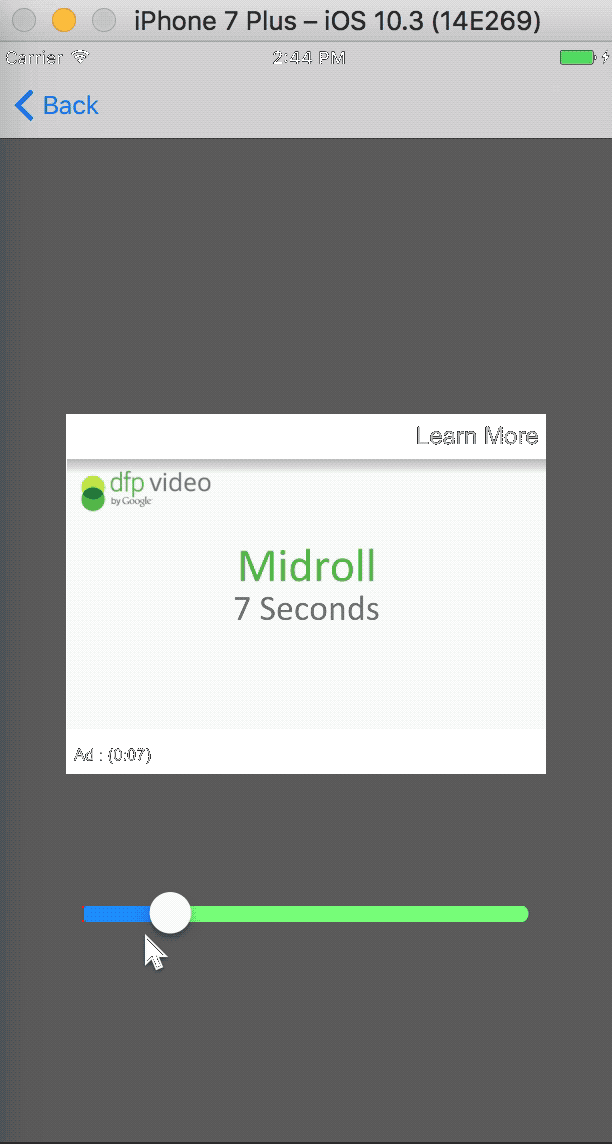 iPhone 7 Plus – iOS 10.3 (14E269)
Carrier 2:44 PM
Back
Learn More
dfp video
by Google
Midroll
7 Seconds
Ad : (0:07)